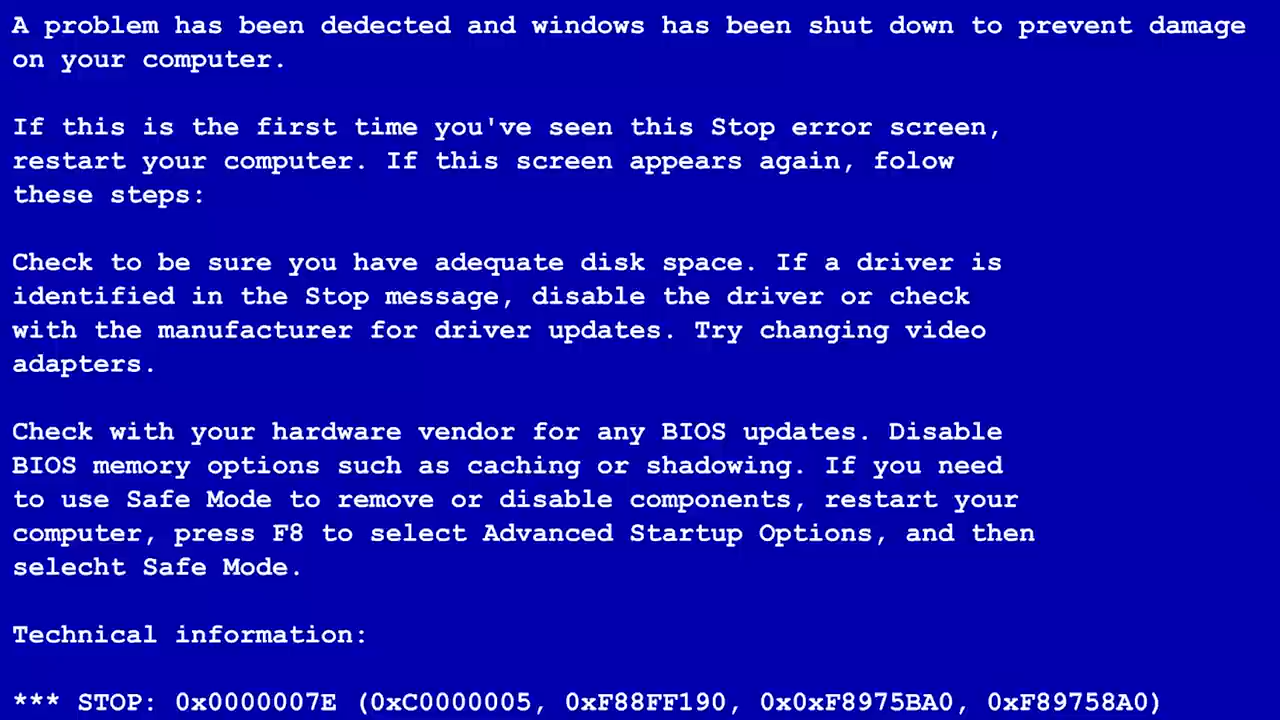 A problem has been dedected and windows has been shut down to prevent damage
on your computer.
If this is the first time you've seen this Stop error screen,
restart your computer. If this screen appears again, folow
these steps:
Check to be sure you have adequate disk space. If a driver is
identified in the Stop message, disable the driver or check
with the manufacturer for driver updates. Try changing video
adapters.
Check with your hardware vendor for any BIOS updates. Disable
BIOS memory options such as caching or shadowing. If you need
to use Safe Mode to remove or disable components, restart your
computer, press F8 to select Advanced Startup Options, and then
selecht Safe Mode.
Technical information:
*** STOP: 0x0000007E (0xC0000005, 0xF88FF190, 0x0xF8975BA0, 0xF89758A0)